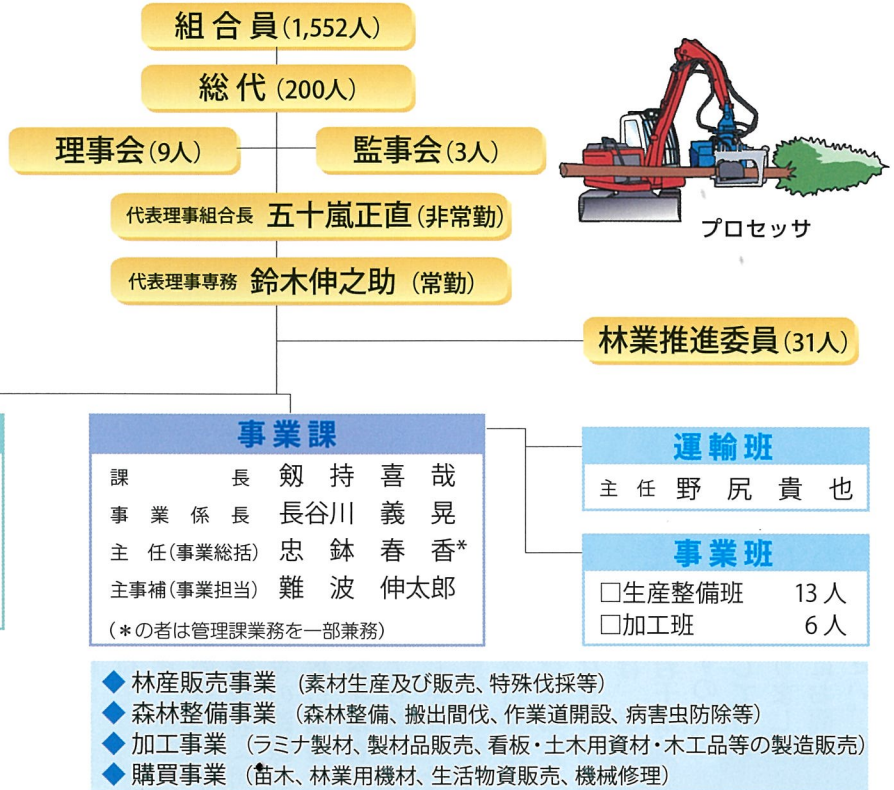 組合員(1,552人)
総代(200人)
理事会(9人)
監事会(3人)
代表理事組合長 五十嵐正直(非常勤)
代表理事専務 鈴木伸之助 (常勤)
プロセッサ
林業推進委員(31人)
事業課
課長 剱持喜哉
事業係長 長谷川義晃
主任(事業総括) 忠鉢春香*
主事補(事業担当) 難波伸太郎
(*の者は管理課業務を一部兼務)
運輸班
主任 野尻貴也
事業班
□生産整備班 13人
□加工班 6人
◆ 林産販売事業 (素材生産及び販売、特殊伐採等)
◆ 森林整備事業 (森林整備、搬出間伐、作業道開設、病害虫防除等)
◆ 加工事業 (ラミナ製材、製材品販売、看板・土木用資材・木工品等の製造販売)
◆ 購買事業 (苗木、林業用機材、生活物資販売、機械修理)